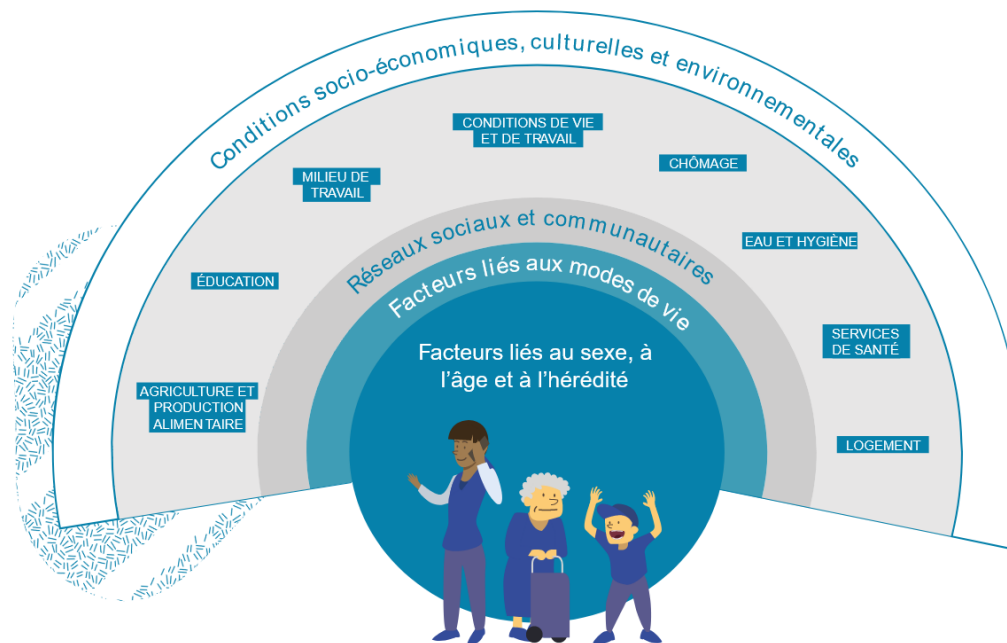 Conditions socio-économiques, culturelles et environnementales
CONDITIONS DE VIE
ET DE TRAVAIL
MILIEU DE
TRAVAIL
CHÔMAGE
EAU ET HYGIÈNE
ÉDUCATION
SERVICES
DE SANTÉ
AGRICULTURE ET
PRODUCTION
ALIMENTAIRE
LOGEMENT
Réseaux sociaux et communautaires
Facteurs liés aux modes de vie
Facteurs liés au sexe, à
l'âge et à l'hérédité